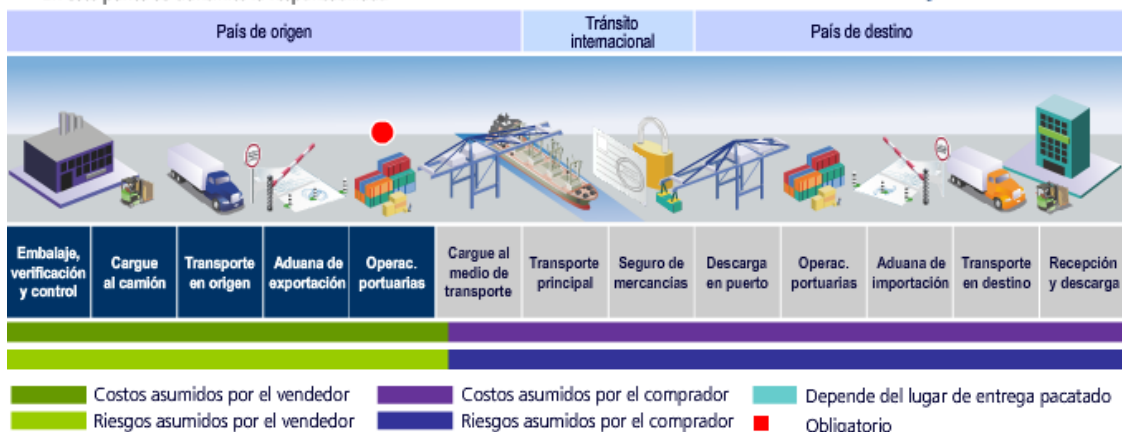 País de origen
Tránsito
internacional
País de destino
Embalaje,
verificación
y control
Cargue
al camión
Transporte
en origen
Aduana de
exportación
Operac.
portuarias
Cargue al
medio de
transporte
Transporte
principal
Seguro de
mercancías
Descarga
en puerto
Operac.
portuarias
Aduana de
importación
Transporte
en destino
Recepción
y descarga
Costos asumidos por el vendedor
Costos asumidos por el comprador
Depende del lugar de entrega pacatado
Riesgos asumidos por el vendedor
Riesgos asumidos por el comprador
Obligatorio